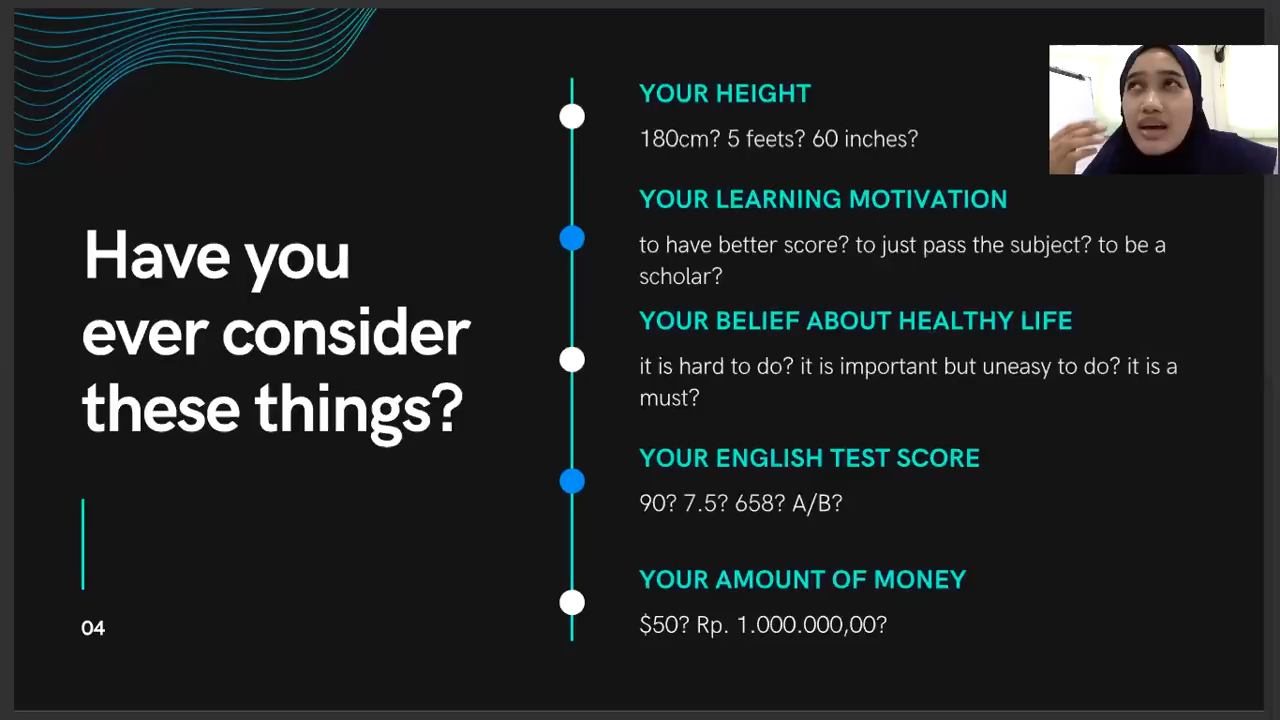 Have you
ever consider
these things?
04
YOUR HEIGHT
180cm? 5 feets? 60 inches?
YOUR LEARNING MOTIVATION
to have better score? to just pass the subject? to be a
scholar?
YOUR BELIEF ABOUT HEALTHY LIFE
it is hard to do? it is important but uneasy to do? it is a
must?
YOUR ENGLISH TEST SCORE
90? 7.5? 658? A/B?
YOUR AMOUNT OF MONEY
$50? Rp. 1.000.000,00?